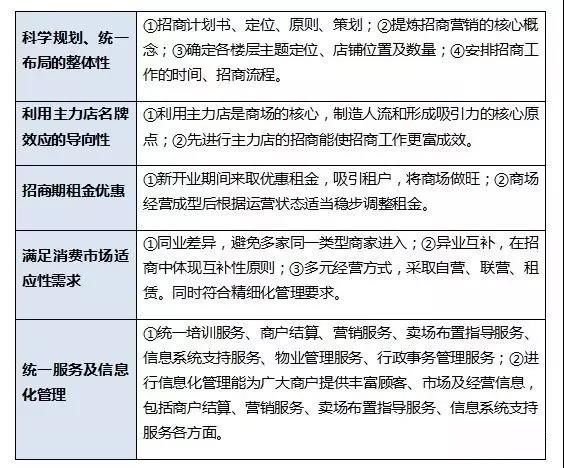 科学规划、统一
布局的整体性
①招商计划书、定位、原则、策划；②提炼招商营销的核心概
念；③确定各楼层主题定位、店铺位置及数量；④安排招商工
作的时间、招商流程。
利用主力店名牌
效应的导向性
①利用主力店是商场的核心，制造人流和形成吸引力的核心原
点；②先进行主力店的招商能使招商工作更富成效。
招商期租金优惠
①新开业期间来取优惠租金，吸引租户，将商场做旺；②商场
经营成型后根据运营状态适当稳步调整租金。
满足消费市场适
应性需求
①同业差异，避免多家同一类型商家进入；②异业互补，在招
商中体现互补性原则；③多元经营方式，采取自营、联营、租
赁。同时符合精细化管理要求。
统一服务及信息
化管理
①统一培训服务、商户结算、营销服务、卖场布置指导服务、
信息系统支持服务、物业管理服务、行政事务管理服务；②进
行信息化管理能为广大商户提供丰富顾客、市场及经营信息，
包括商户结算、营销服务、卖场布置指导服务、信息系统支持
服务各方面。